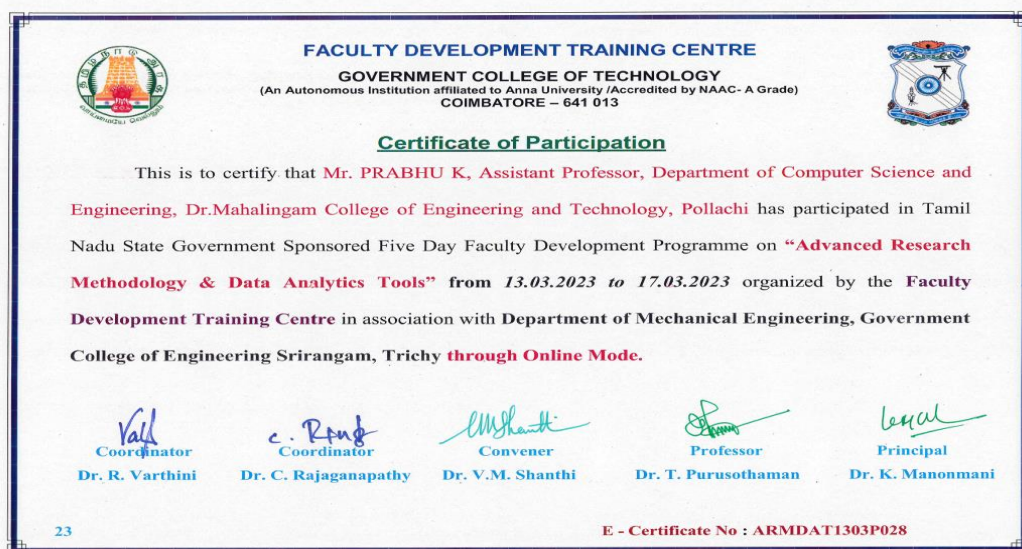 FACULTY DEVELOPMENT TRAINING CENTRE
GOVERNMENT COLLEGE OF TECHNOLOGY
(An Autonomous Institution affiliated to Anna University /Accredited by NAAC- A Grade)
COIMBATORE – 641 013
Certificate of Participation
This is to certify that Mr. PRABHU K, Assistant Professor, Department of Computer Science and
Engineering, Dr.Mahalingam College of Engineering and Technology, Pollachi has participated in Tamil
Nadu State Government Sponsored Five Day Faculty Development Programme on “Advanced Research
Methodology & Data Analytics Tools” from 13.03.2023 to 17.03.2023 organized by the Faculty
Development Training Centre in association with Department of Mechanical Engineering, Government
College of Engineering Srirangam, Trichy through Online Mode.
Coordinator
Dr. R. Varthini
Coordinator
Dr. C. Rajaganapathy
Convener
Dr. V.M. Shanthi
Professor
Dr. T. Purusothaman
Principal
Dr. K. Manonmani
23
E - Certificate No : ARMDAT1303P028